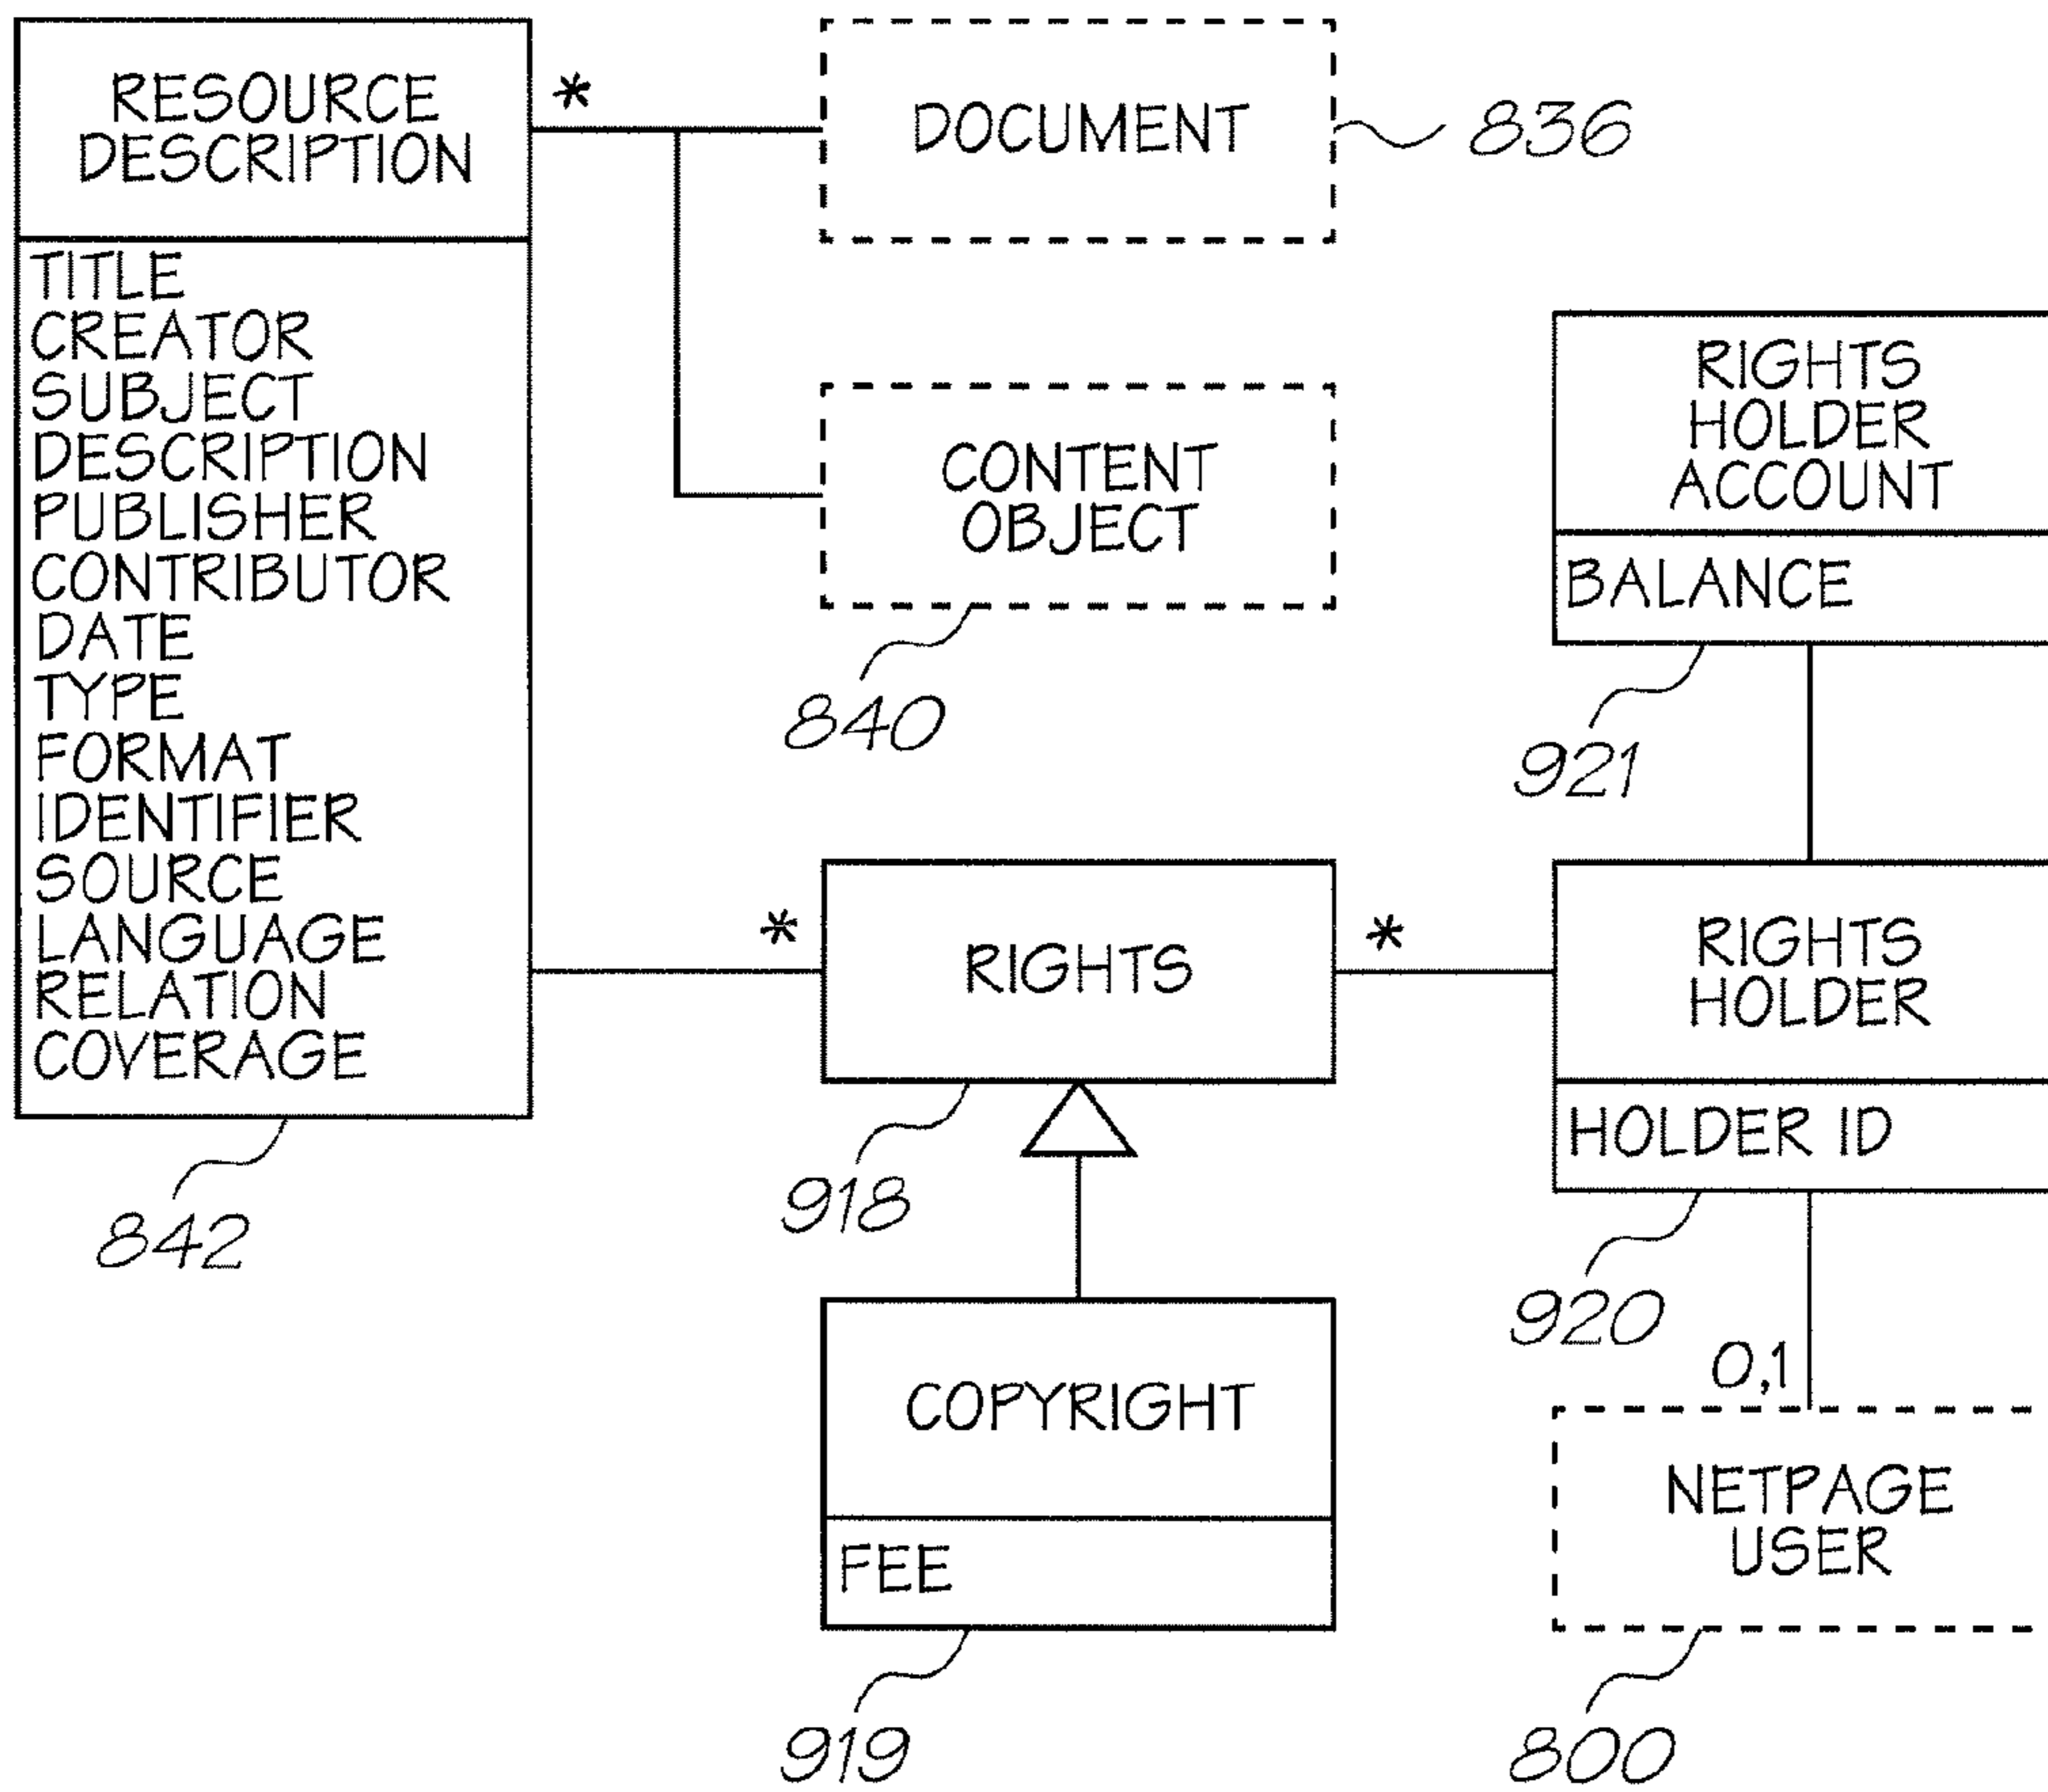 RESOURCE
DESCRIPTION
TITLE
CREATOR
SUBJECT
DESCRIPTION
PUBLISHER
CONTRIBUTOR
DATE
TYPE
FORMAT
IDENTIFIER
SOURCE
LANGUAGE
RELATION
COVERAGE
842
*
DOCUMENT
836
CONTENT
OBJECT
840
RIGHTS
HOLDER
ACCOUNT
BALANCE
921
*
RIGHTS
*
918
RIGHTS
HOLDER
HOLDER ID
920
COPYRIGHT
FEE
919
0,1
NETPAGE
USER
800